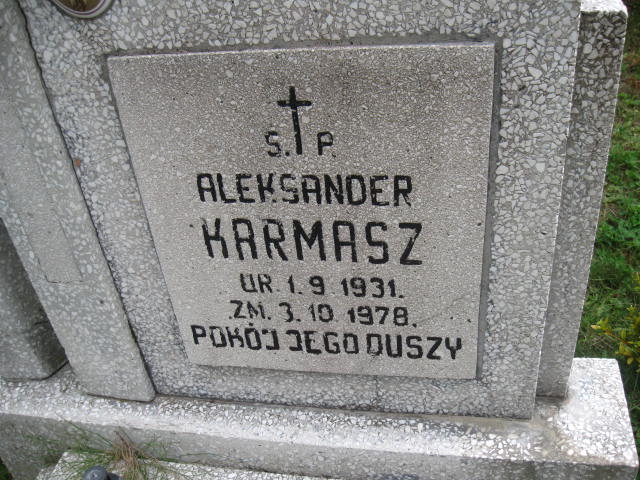 S. P.
ALEKSANDER
KARMASZ
UR 1.9 1931.
ZM. 3.10.1978.
POKÓJ JEGO DUSZY